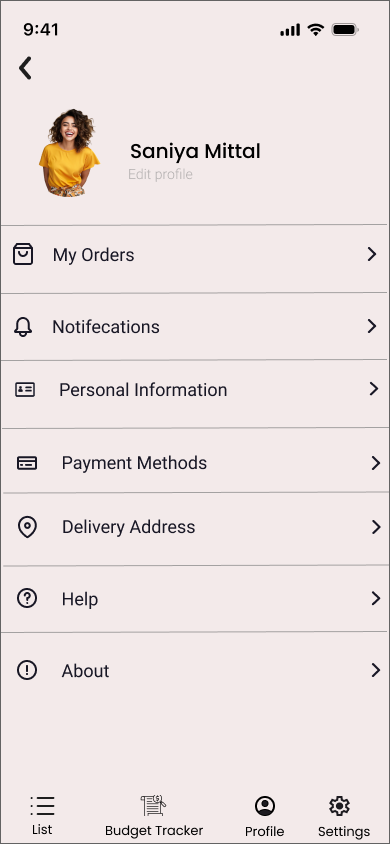 9:41
Saniya Mittal
Edit profile
My Orders
Notifecations
Personal Information
Payment Methods
Delivery Address
Help
About
List Budget Tracker Profile Settings